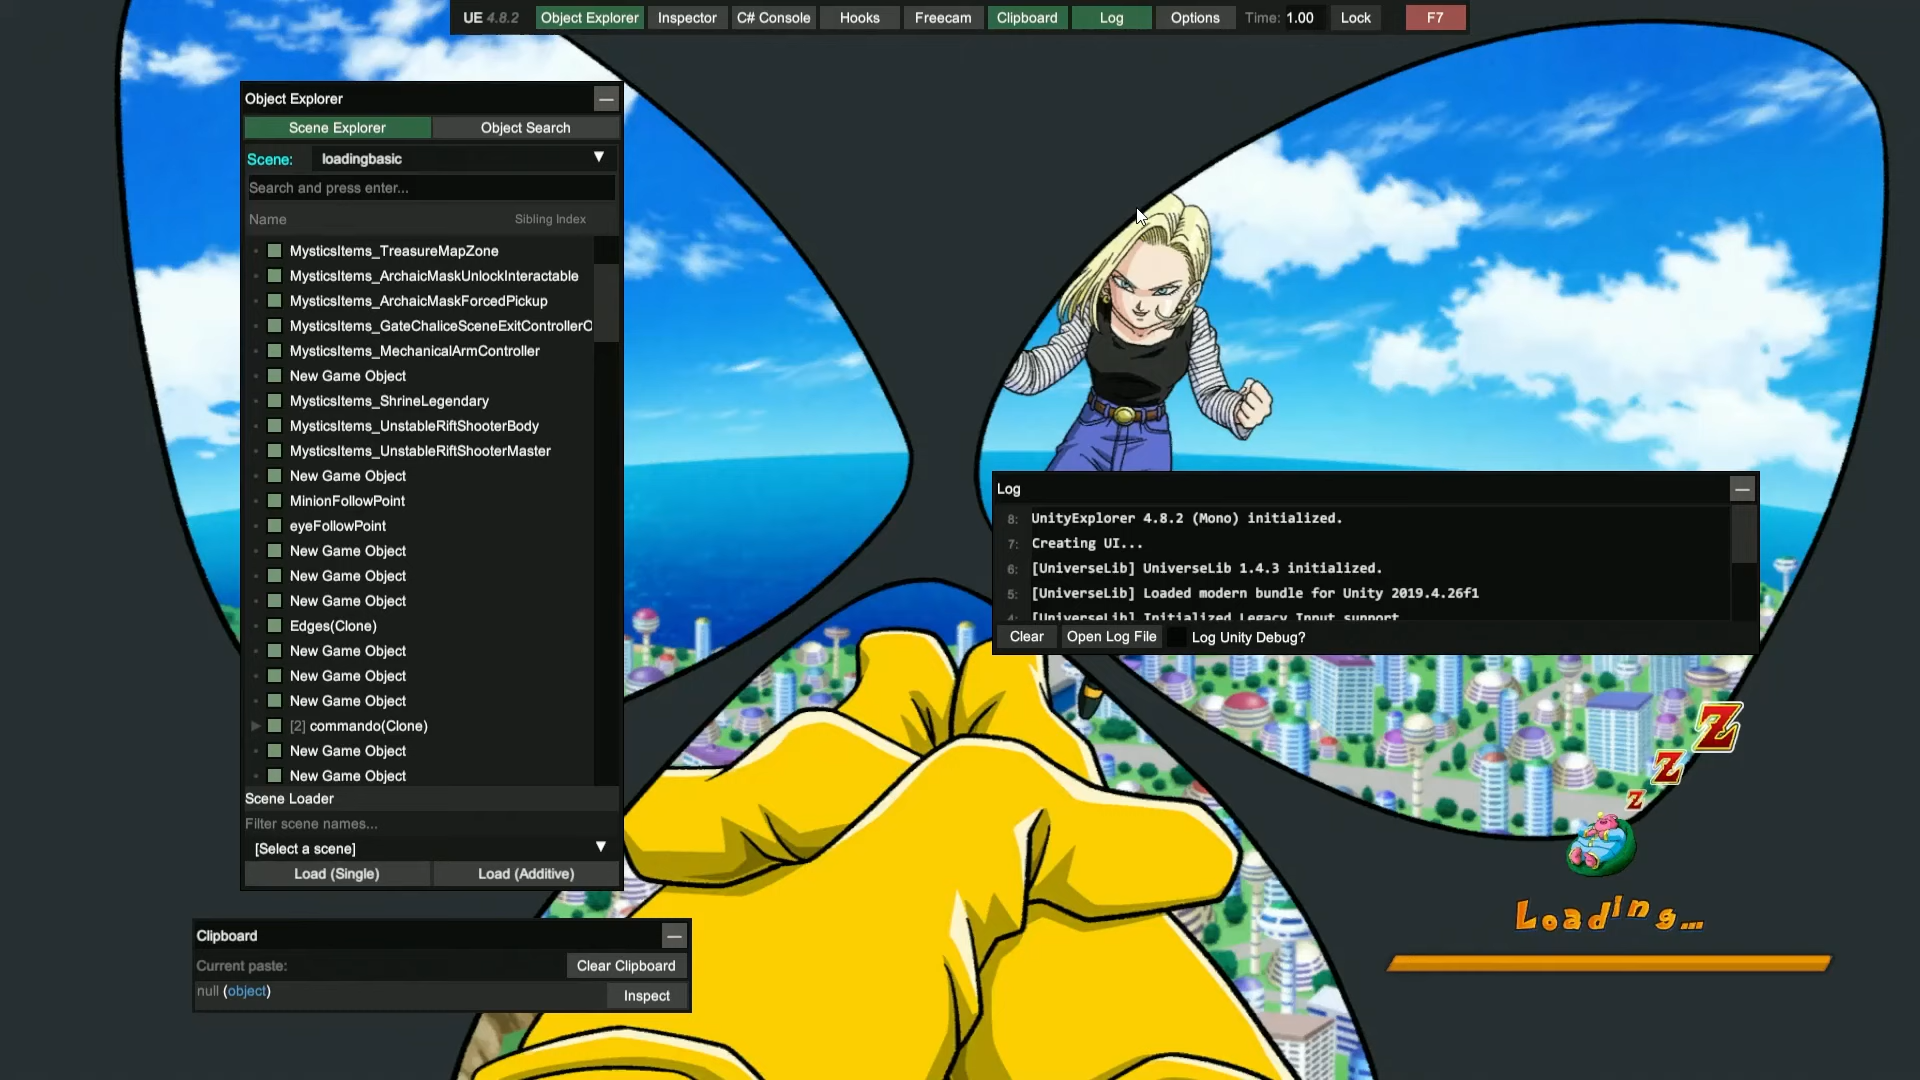 UE 4.8.2 Object Explorer Inspector C# Console Hooks Freecam Clipboard Log Options Time: 1.00 Lock F7
Object Explorer —
Scene Explorer Object Search
Scene: loadingbasic ▼
Search and press enter...
Name Sibling Index
MysticsItems_TreasureMapZone
MysticsItems_ArchaicMaskUnlockInteractable
MysticsItems_ArchaicMaskForcedPickup
MysticsItems_GateChaliceSceneExitControllerC
MysticsItems_MechanicalArmController
New Game Object
MysticsItems_ShrineLegendary
MysticsItems_UnstableRiftShooterBody
MysticsItems_UnstableRiftShooterMaster
New Game Object
MinionFollowPoint
eyeFollowPoint
New Game Object
New Game Object
New Game Object
Edges(Clone)
New Game Object
New Game Object
New Game Object
► [2] commando(Clone)
New Game Object
New Game Object
Scene Loader
Filter scene names...
[Select a scene] ▼
Load (Single) Load (Additive)
Clipboard —
Current paste: Clear Clipboard
null (object) Inspect
Log —
8: UnityExplorer 4.8.2 (Mono) initialized.
7: Creating UI...
6: [UniverseLib] UniverseLib 1.4.3 initialized.
5: [UniverseLib] Loaded modern bundle for Unity 2019.4.26f1
4: [UniverseLib] Initialized Legacy Input support
Clear Open Log File Log Unity Debug?
Z
Z
Z
Loading...